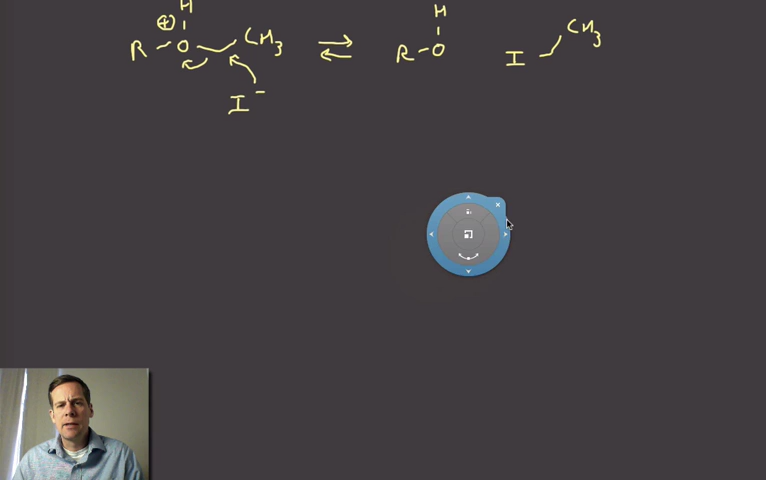 H
⊕
R - O CH3 ⇌ R - O I CH3
I⁻
H